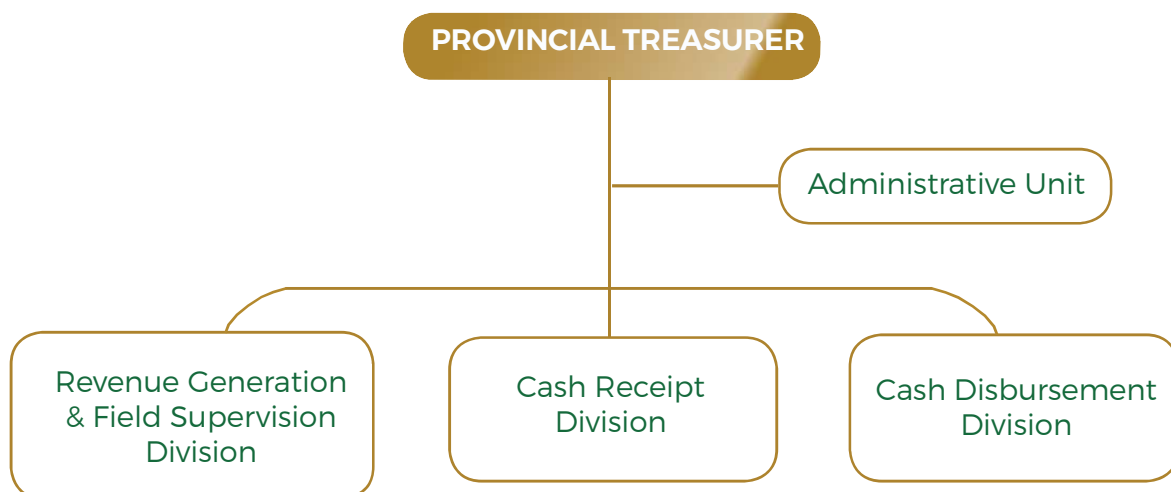 PROVINCIAL TREASURER
Administrative Unit
Revenue Generation
& Field Supervision
Division
Cash Receipt
Division
Cash Disbursement
Division